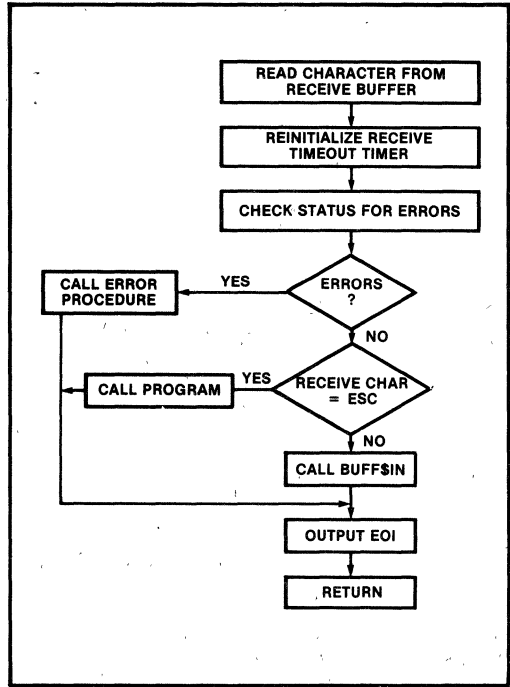 READ CHARACTER FROM
RECEIVE BUFFER
REINITIALIZE RECEIVE
TIMEOUT TIMER
CHECK STATUS FOR ERRORS
ERRORS
?
YES
CALL ERROR
PROCEDURE
NO
RECEIVE CHAR
= ESC
YES
CALL PROGRAM
NO
CALL BUFF$IN
OUTPUT EOI
RETURN